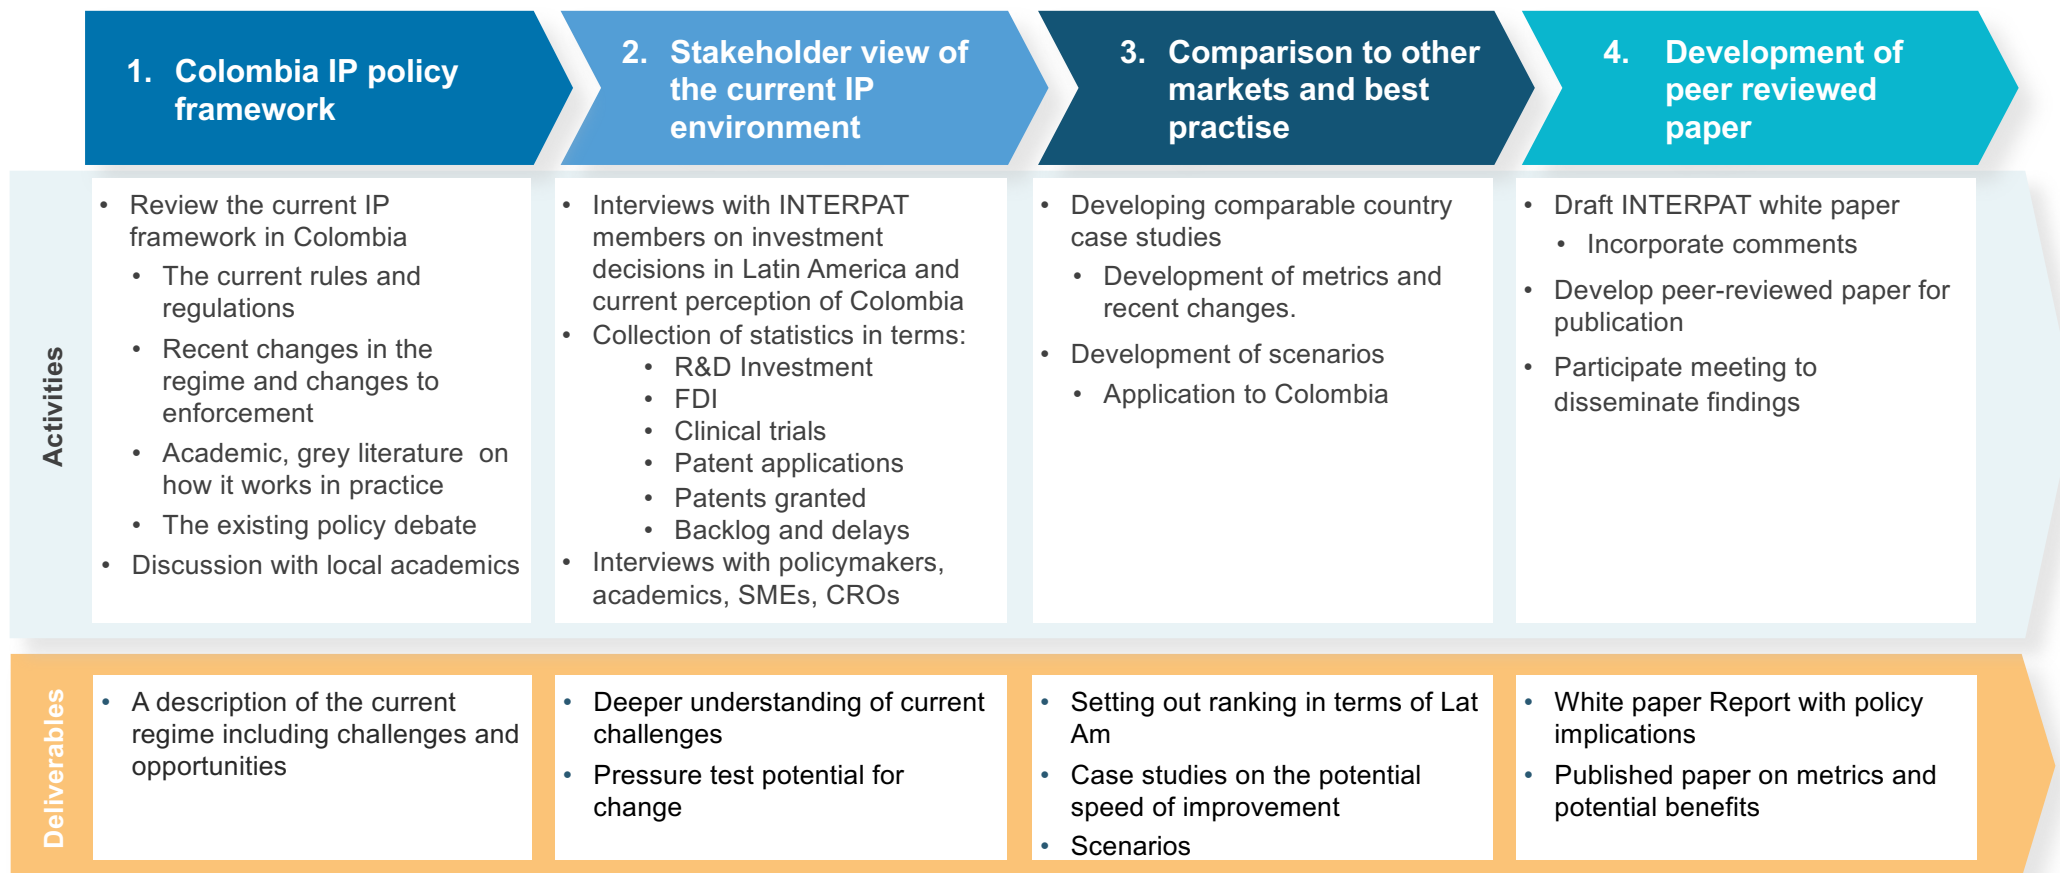 1. Colombia IP policy
framework
2. Stakeholder view of
the current IP
environment
3. Comparison to other
markets and best
practise
4. Development of
peer reviewed
paper
Activities
• Review the current IP
framework in Colombia
• The current rules and
regulations
• Recent changes in the
regime and changes to
enforcement
• Academic, grey literature on
how it works in practice
• The existing policy debate
• Discussion with local academics
• Interviews with INTERPAT
members on investment
decisions in Latin America and
current perception of Colombia
• Collection of statistics in terms:
• R&D Investment
• FDI
• Clinical trials
• Patent applications
• Patents granted
• Backlog and delays
• Interviews with policymakers,
academics, SMEs, CROs
• Developing comparable country
case studies
• Development of metrics and
recent changes.
• Development of scenarios
• Application to Colombia
• Draft INTERPAT white paper
• Incorporate comments
• Develop peer-reviewed paper for
publication
• Participate meeting to
disseminate findings
Deliverables
• A description of the current
regime including challenges and
opportunities
• Deeper understanding of current
challenges
• Pressure test potential for
change
• Setting out ranking in terms of Lat
Am
• Case studies on the potential
speed of improvement
• Scenarios
• White paper Report with policy
implications
• Published paper on metrics and
potential benefits